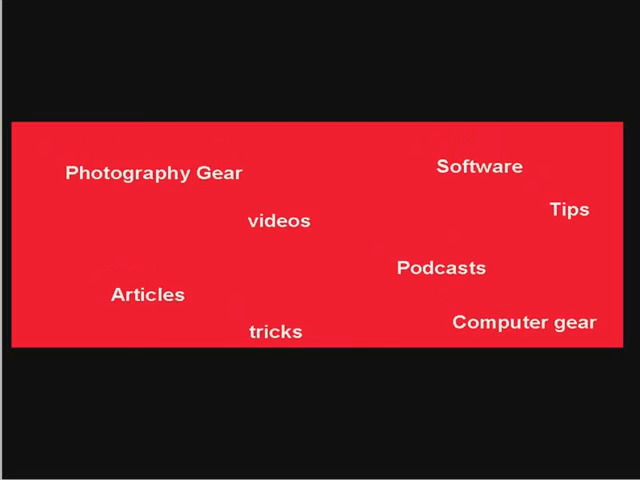 Photography Gear
Software
videos
Tips
Podcasts
Articles
tricks
Computer gear